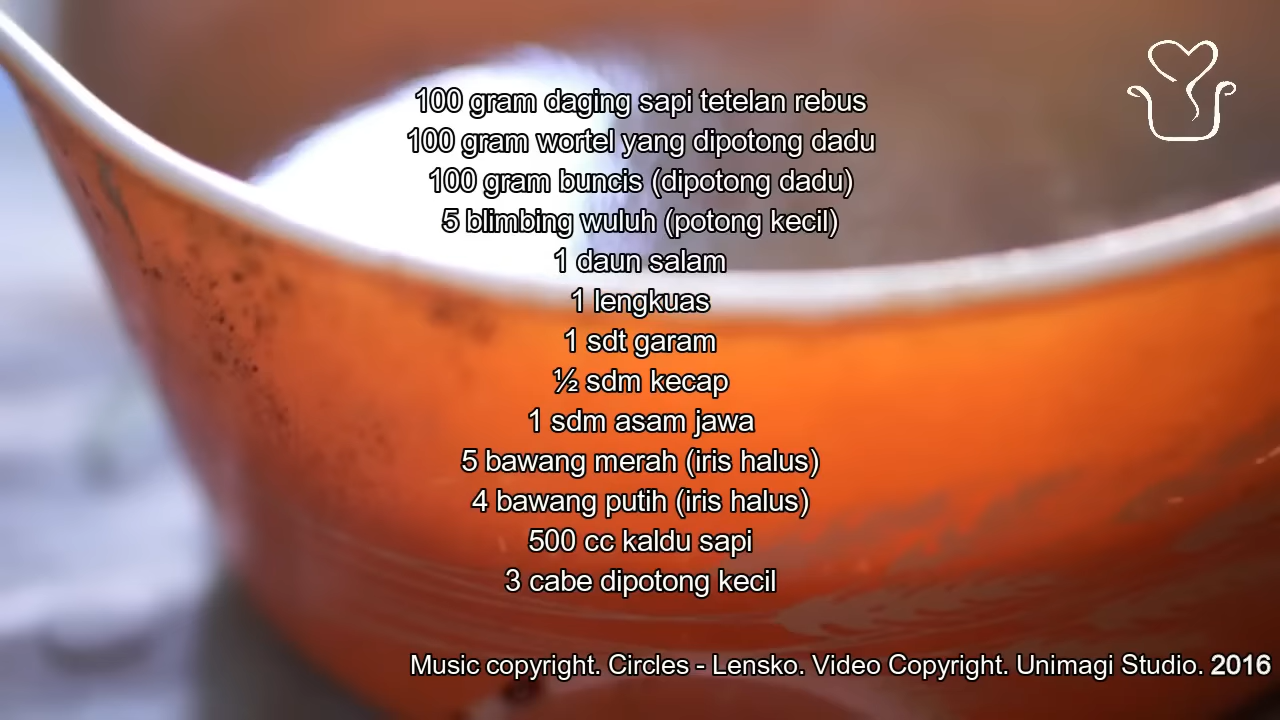 100 gram daging sapi tetelan rebus
100 gram wortel yang dipotong dadu
100 gram buncis (dipotong dadu)
5 blimbing wuluh (potong kecil)
1 daun salam
1 lengkuas
1 sdt garam
½ sdm kecap
1 sdm asam jawa
5 bawang merah (iris halus)
4 bawang putih (iris halus)
500 cc kaldu sapi
3 cabe dipotong kecil
Music copyright. Circles - Lensko. Video Copyright. Unimagi Studio. 2016